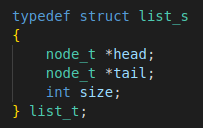 typedef struct list_s
{
    node_t *head;
    node_t *tail;
    int size;
} list_t;